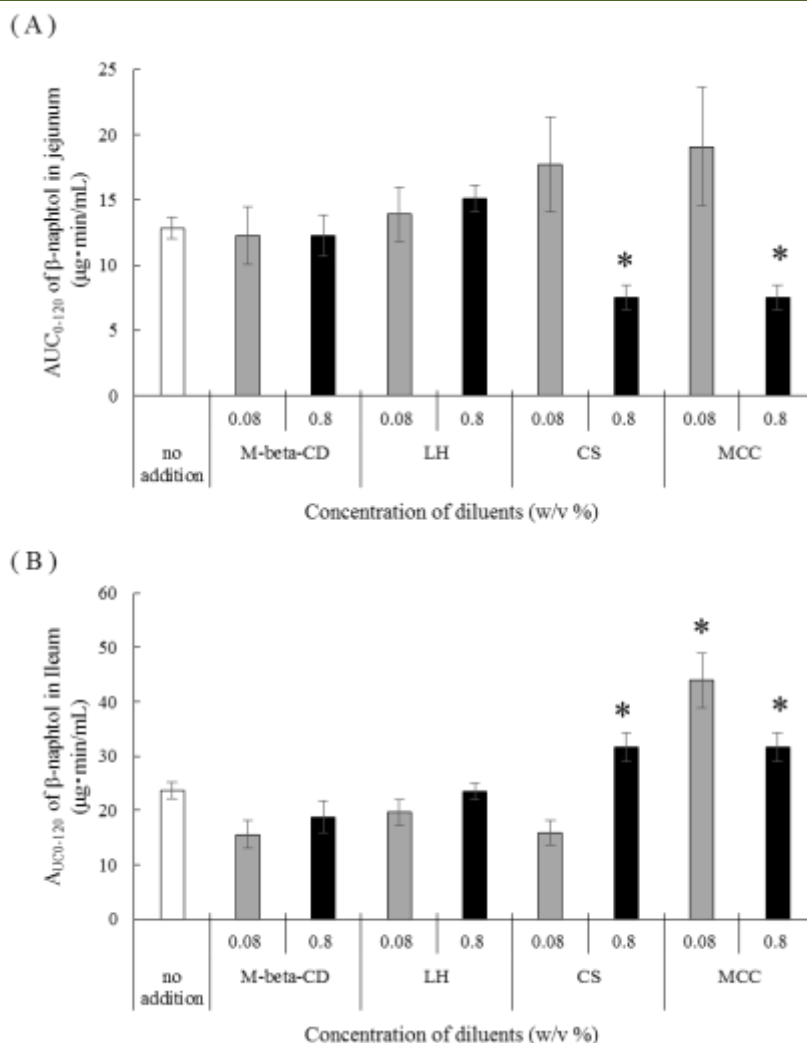 ( A )
AUC0-120 of β-naphtol in jejunum
(μg·min/mL)
25
20
15
10
5
0
*
*
0.08 0.8 0.08 0.8 0.08 0.8 0.08 0.8
no
addition
M-beta-CD LH CS MCC
Concentration of diluents (w/v %)
( B )
AUC0-120 of β-naphtol in Ileum
(μg·min/mL)
60
50
40
30
20
10
0
*
*
*
0.08 0.8 0.08 0.8 0.08 0.8 0.08 0.8
no
addition
M-beta-CD LH CS MCC
Concentration of diluents (w/v %)